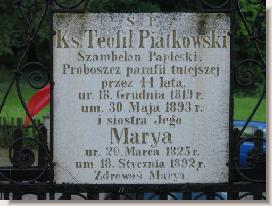 Ś. P.
Ks. Teofil Piątkowski
Szambelan Papieski,
Proboszcz parafii tutejszej
przez 44 lata,
ur. 18. Grudnia 1819 r.
um. 30 Maja 1893 r.
i siostra Jego
Marya
ur. 20. Marca 1825 r.
um. 18. Stycznia 1892 r.
Zdrowaś Marya.